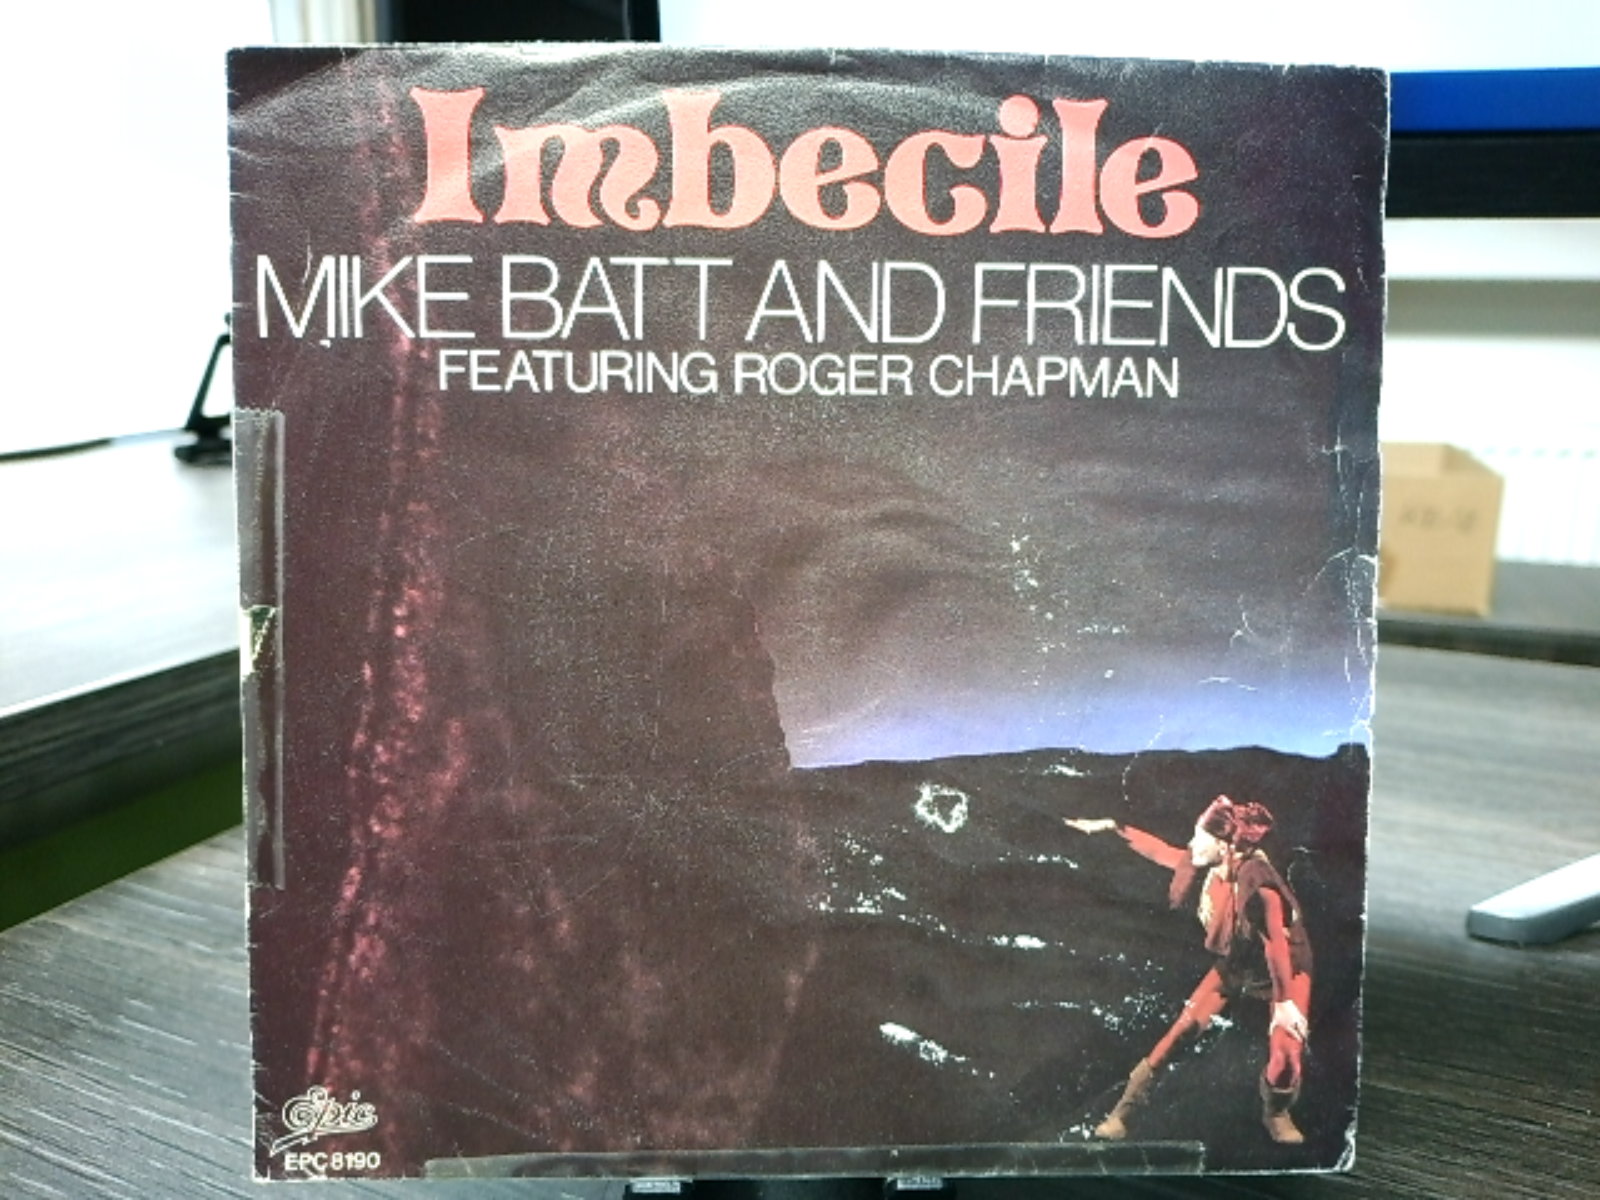 Imbecile
MIKE BATT AND FRIENDS
FEATURING ROGER CHAPMAN
Epic
EPC 8190